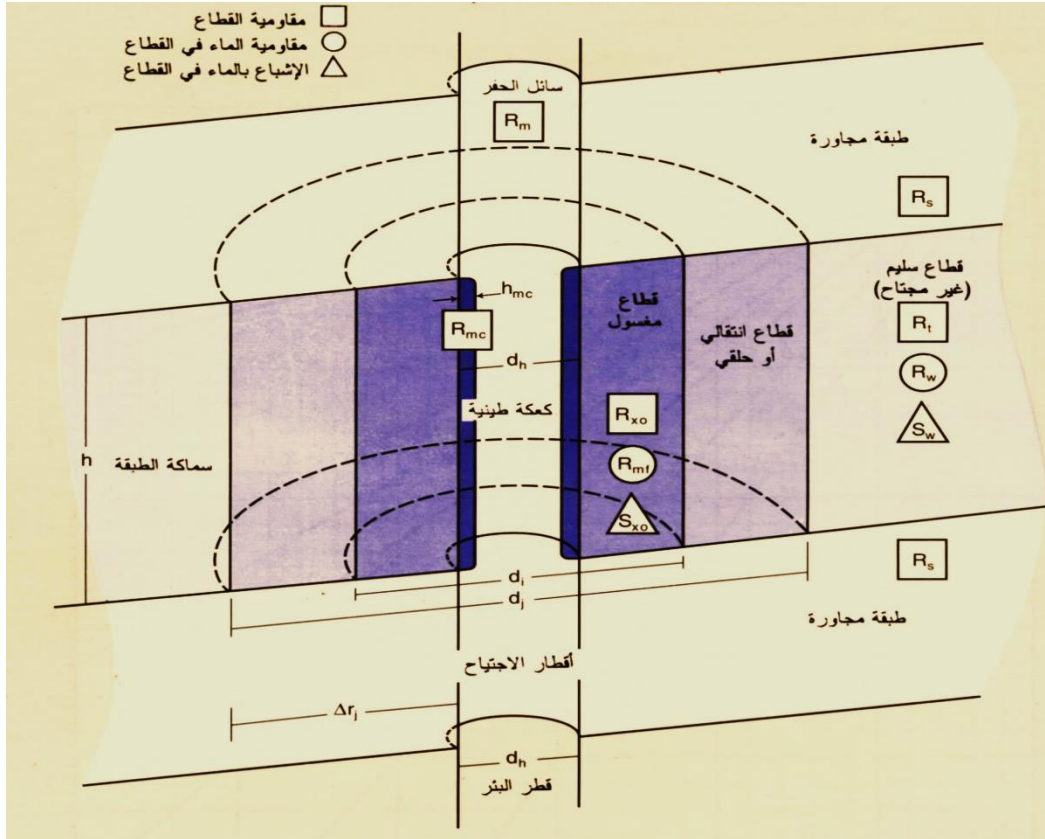 مقاومية القطاع
مقاومية الماء في القطاع
الإشباع بالماء في القطاع
سائل الحفر
Rm
طبقة مجاورة
Rs
قطاع سليم
(غير مجتاح)
Rt
Rw
Sw
hmc
Rmc
dh
كعكة طينية
قطاع
مغسول
Rxo
Rmf
Sxo
قطاع انتقالي
أو حلقي
h
سماكة الطبقة
di
dj
Rs
طبقة مجاورة
أقطار الاجتياح
Δrj
dh
قطر البئر